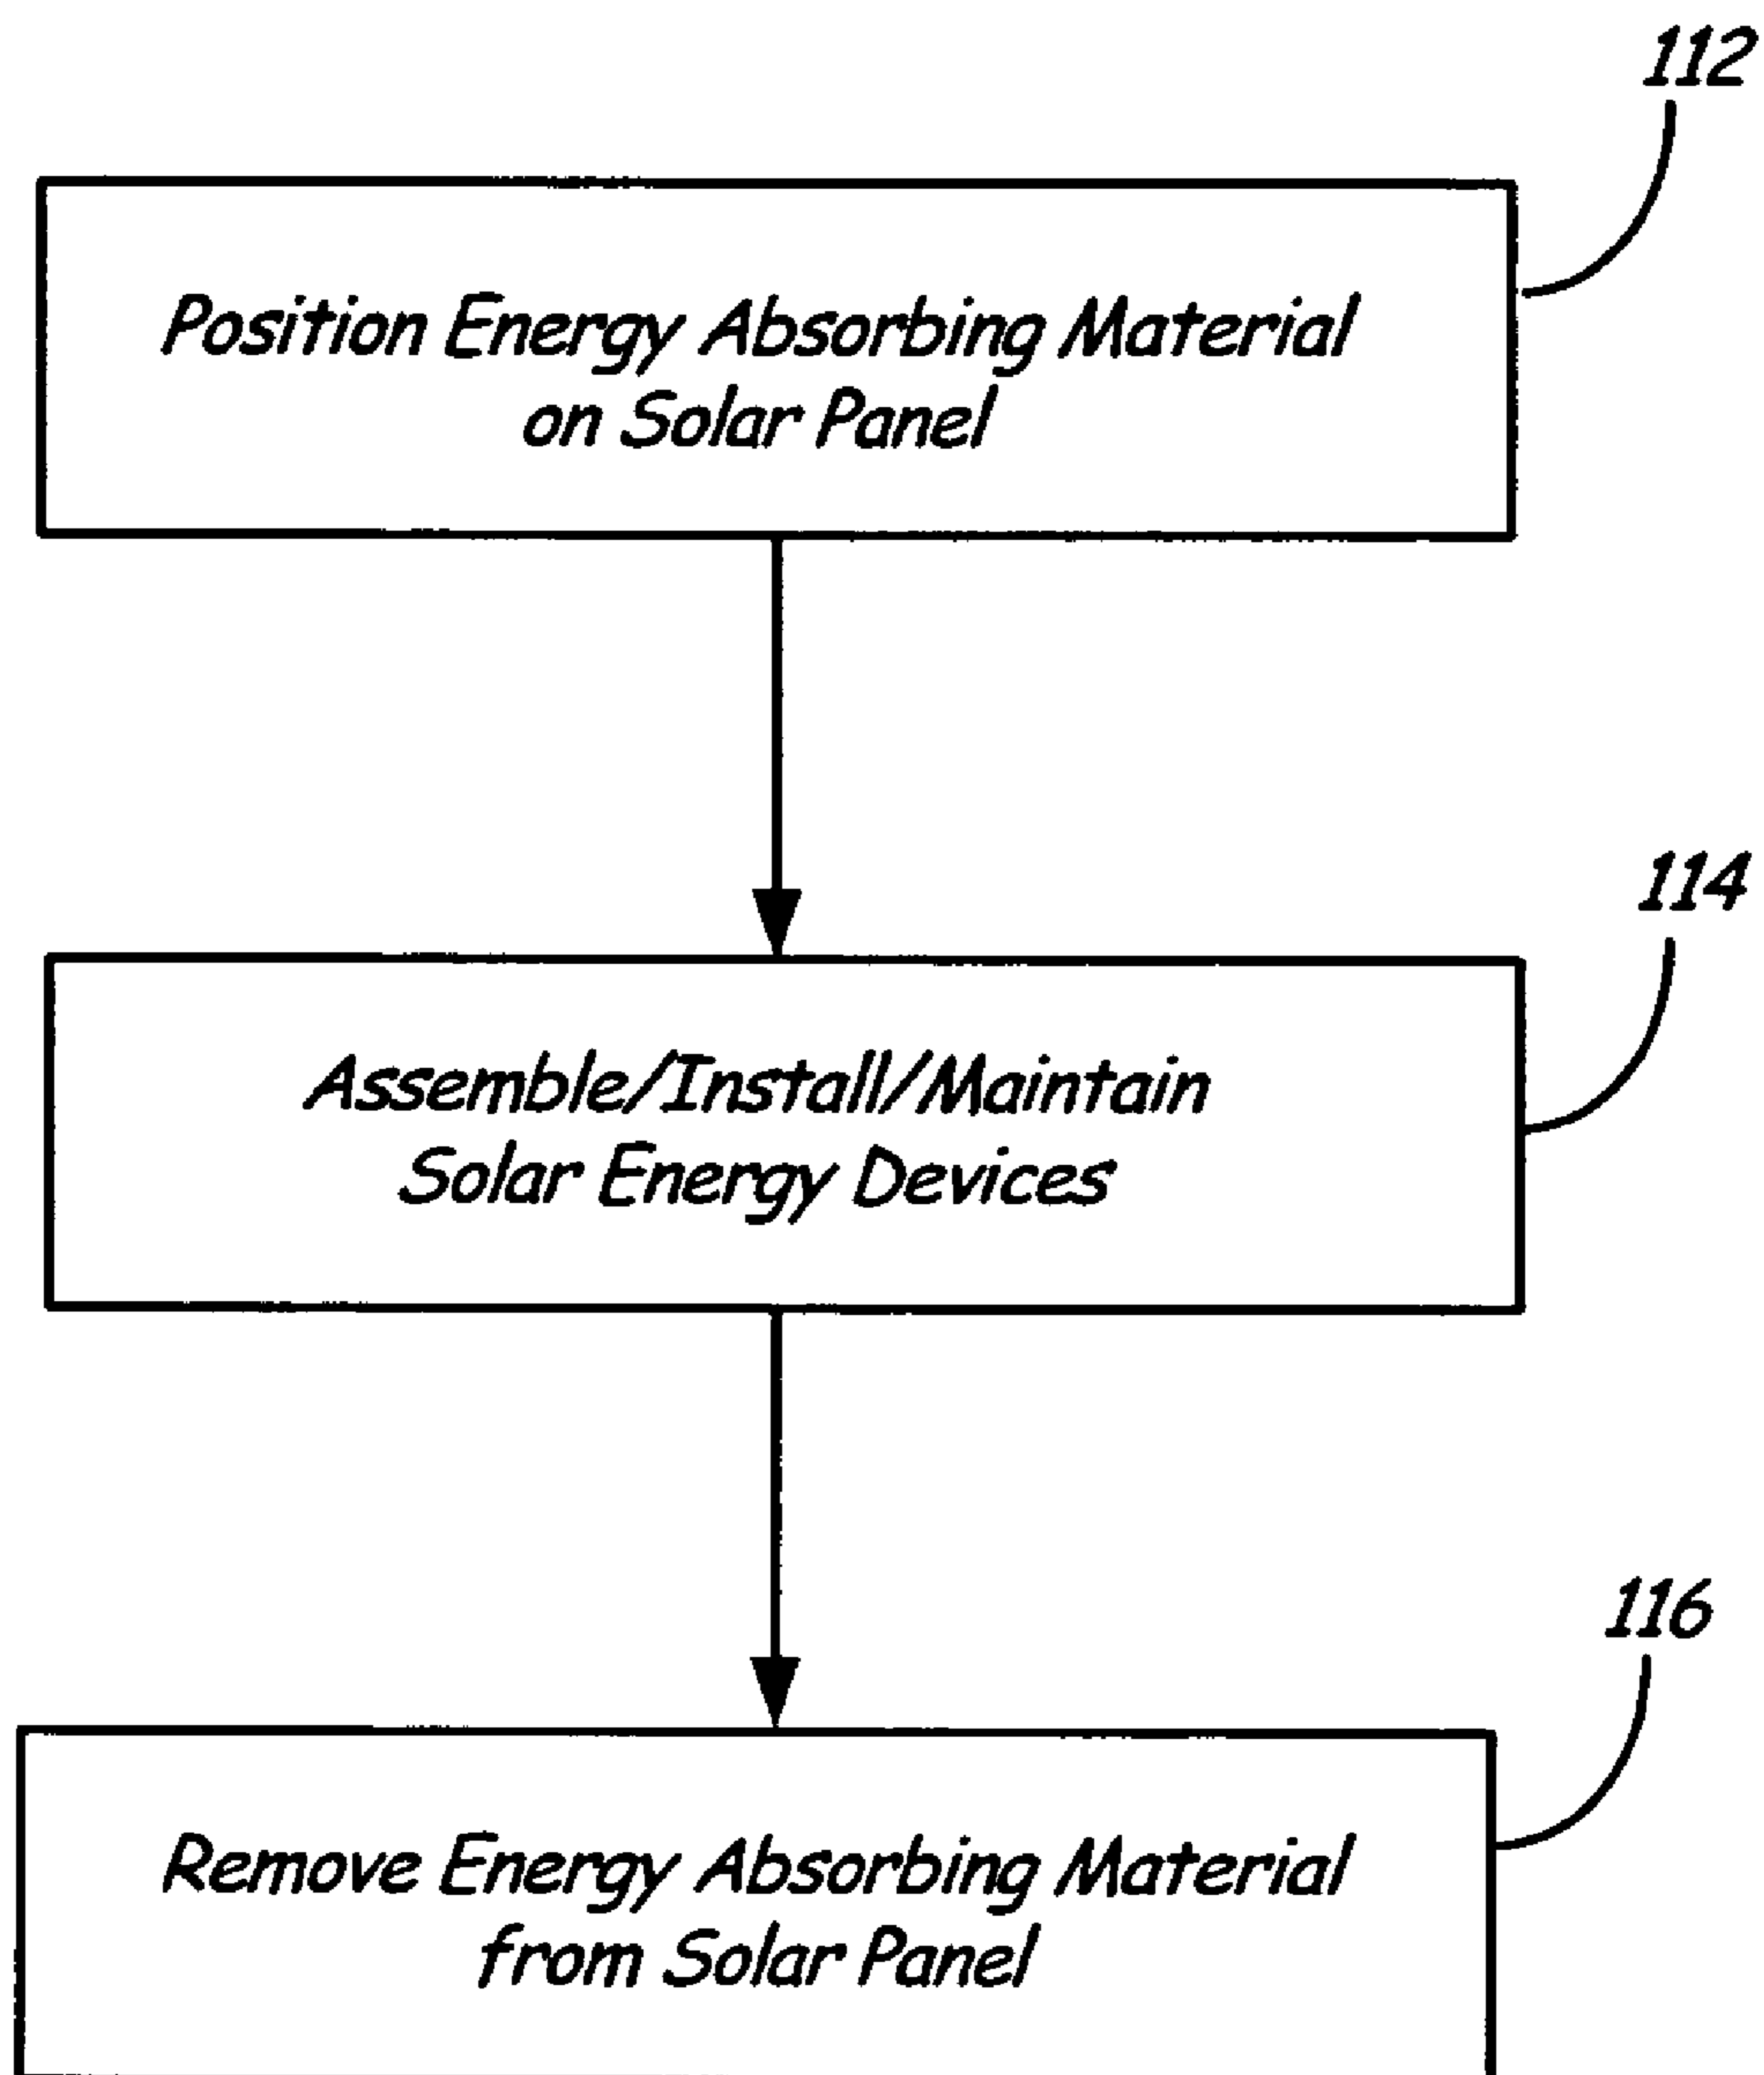 112
Position Energy Absorbing Material
on Solar Panel
114
Assemble/Install/Maintain
Solar Energy Devices
116
Remove Energy Absorbing Material
from Solar Panel